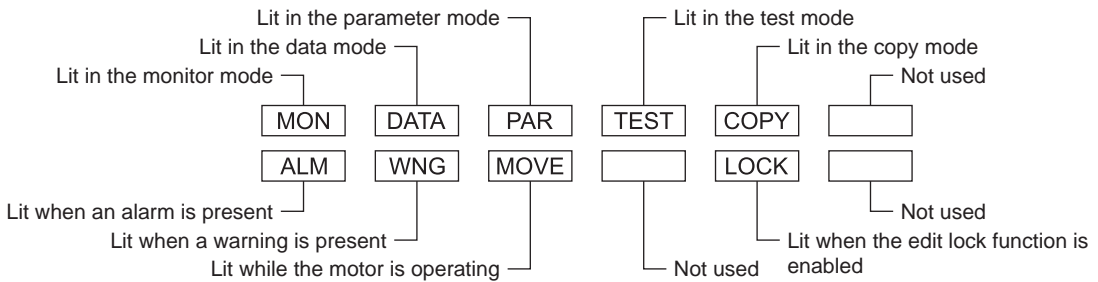 Lit in the parameter mode
Lit in the test mode
Lit in the data mode
Lit in the copy mode
Lit in the monitor mode
Not used
MON DATA PAR TEST COPY
ALM WNG MOVE LOCK
Lit when an alarm is present
Not used
Lit when a warning is present
Lit when the edit lock function is
enabled
Lit while the motor is operating
Not used